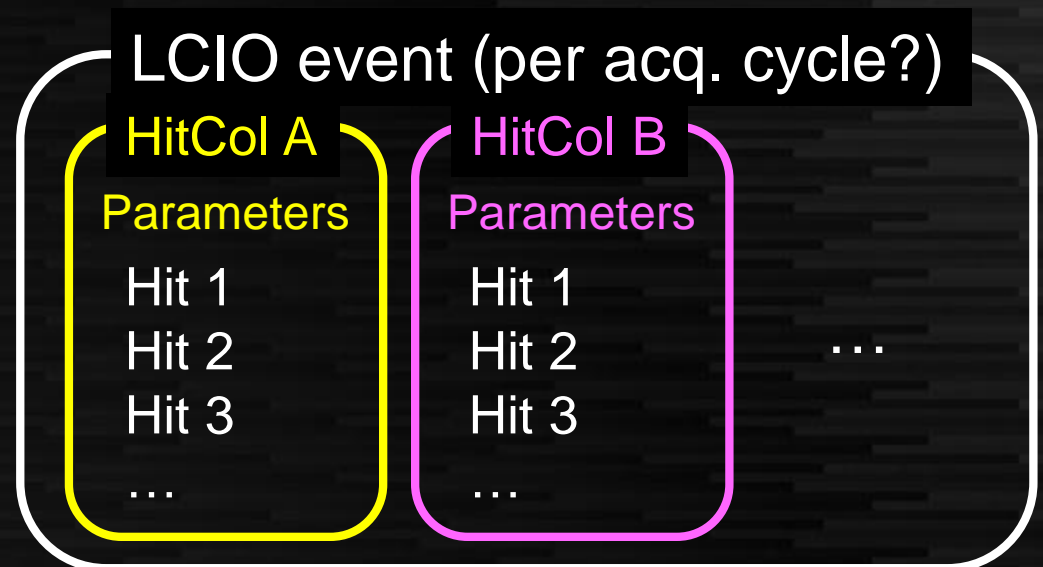 LCIO event (per acq. cycle?)
HitCol A
Parameters
Hit 1
Hit 2
Hit 3
…
HitCol B
Parameters
Hit 1
Hit 2
Hit 3
…
…